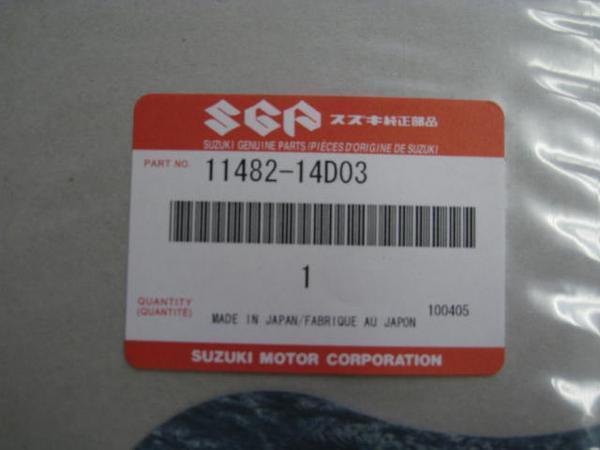 SGP スズキ純正部品
SUZUKI GENUINE PARTS/PIÈCES D'ORIGINE DE SUZUKI
PART NO. 11482-14D03
1
QUANTITY
(QUANTITÉ)
MADE IN JAPAN/FABRIQUE AU JAPON 100405
SUZUKI MOTOR CORPORATION